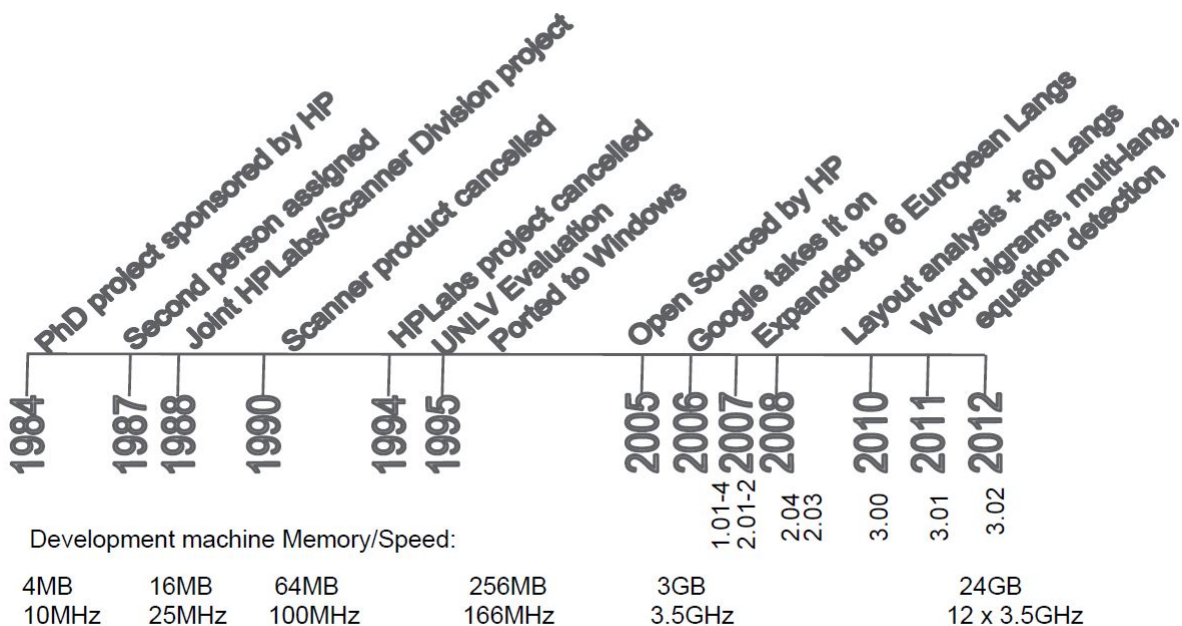 PhD project sponsored by HP
Second person assigned
Joint HPLabs/Scanner Division project
Scanner product cancelled
HPLabs project cancelled
UNLV Evaluation
Ported to Windows
Open Sourced by HP
Google takes it on
Expanded to 6 European Langs
Layout analysis + 60 Langs
Word bigrams, multi-lang,
equation detection
1984
1987
1988
1990
1994
1995
2005
2006
2007
2008
2010
2011
2012
1.01-4
2.01-2
2.04
2.03
3.00
3.01
3.02
Development machine Memory/Speed:
4MB 16MB 64MB 256MB 3GB 24GB
10MHz 25MHz 100MHz 166MHz 3.5GHz 12 x 3.5GHz